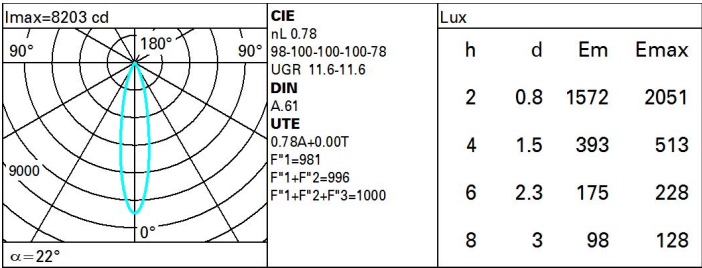 Imax=8203 cd
90° 180° 90°
9000
0°
α=22°
CIE
nL 0.78
98-100-100-100-78
UGR 11.6-11.6
DIN
A.61
UTE
0.78A+0.00T
F"1=981
F"1+F"2=996
F"1+F"2+F"3=1000
Lux
h d Em Emax
2 0.8 1572 2051
4 1.5 393 513
6 2.3 175 228
8 3 98 128